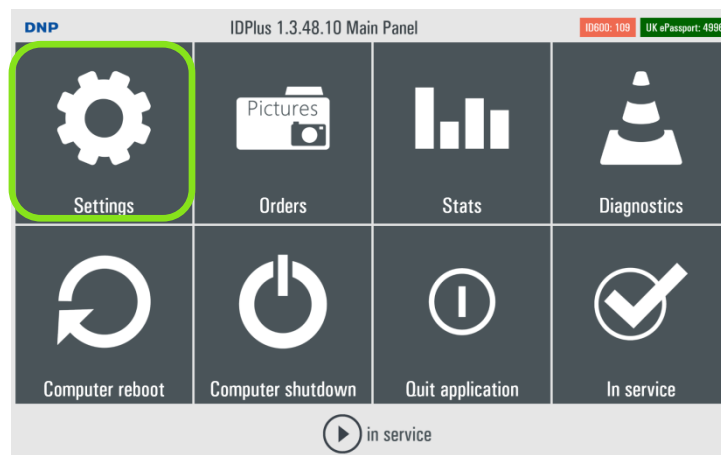 DNP IDPlus 1.3.48.10 Main Panel ID600: 109 UK ePassport: 4996
Pictures
Settings Orders Stats Diagnostics
Computer reboot Computer shutdown Quit application In service
in service